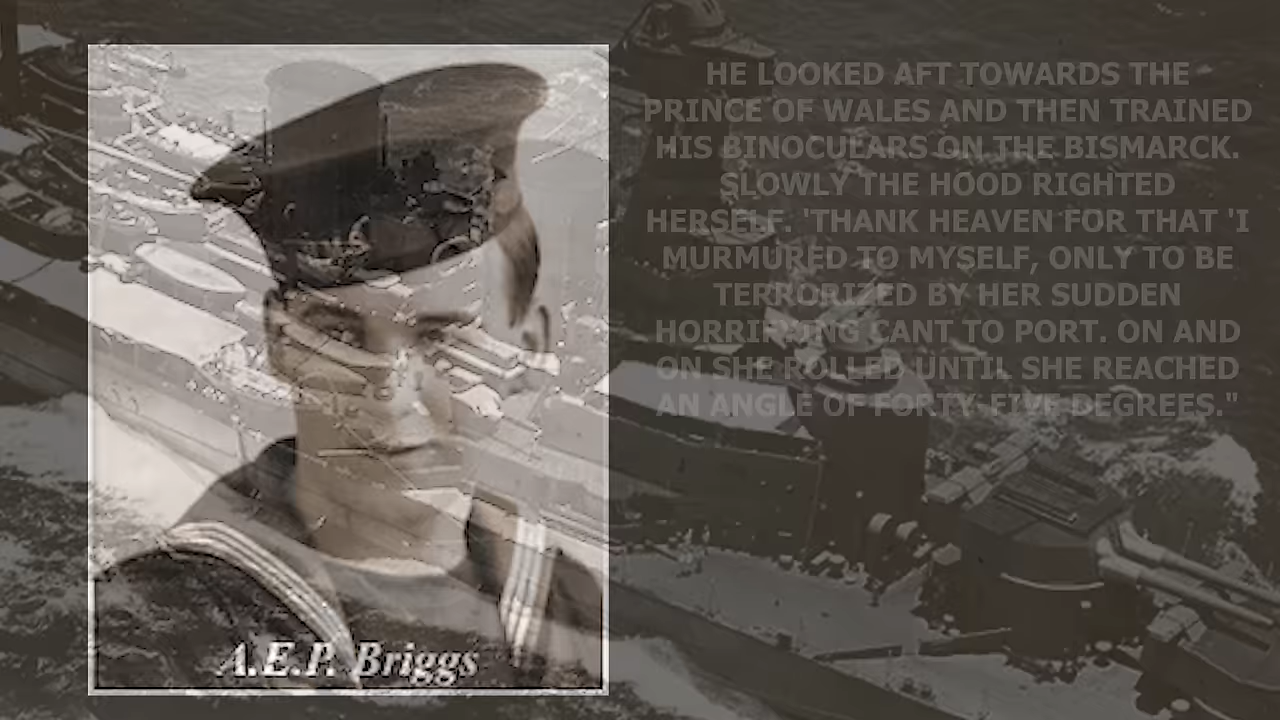 HE LOOKED AFT TOWARDS THE
PRINCE OF WALES AND THEN TRAINED
HIS BINOCULARS ON THE BISMARCK.
SLOWLY THE HOOD RIGHTED
HERSELF. 'THANK HEAVEN FOR THAT 'I
MURMURED TO MYSELF, ONLY TO BE
TERRORIZED BY HER SUDDEN
HORRIFYING CANT TO PORT. ON AND
ON SHE ROLLED UNTIL SHE REACHED
AN ANGLE OF FORTY-FIVE DEGREES."
A.E.P. Briggs